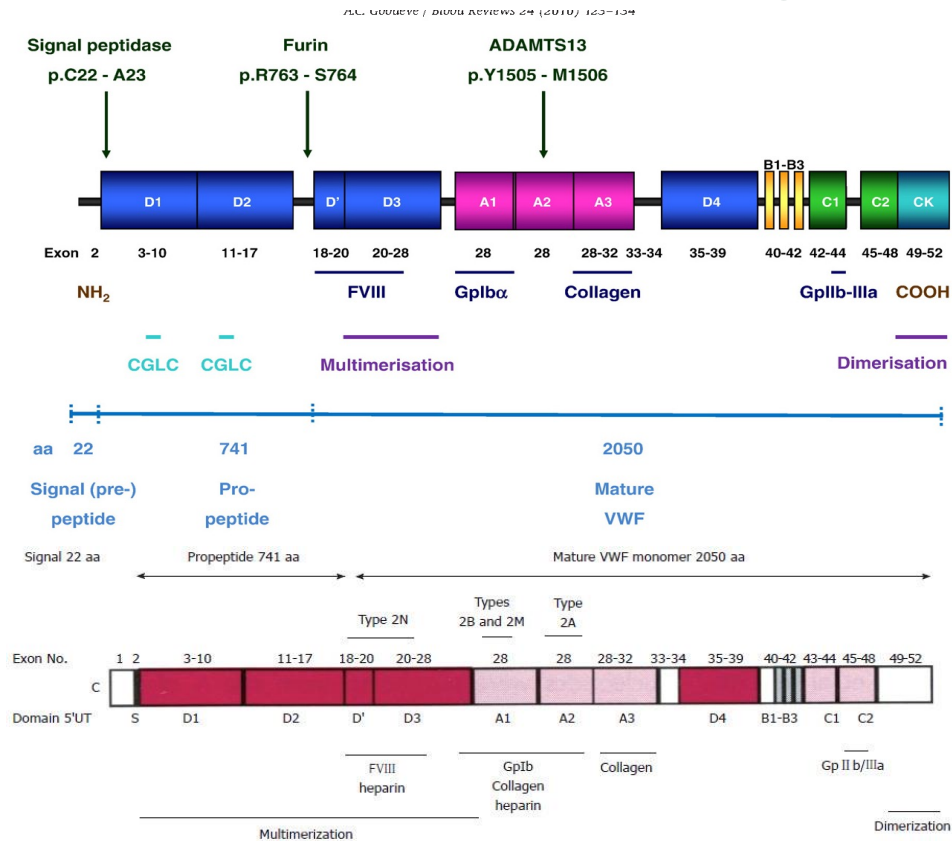 A.C. Goodeve / Blood Reviews 24 (2010) 123–134
Signal peptidase Furin ADAMTS13
p.C22 - A23 p.R763 - S764 p.Y1505 - M1506
B1-B3
D1 D2 D' D3 A1 A2 A3 D4 C1 C2 CK
Exon 2 3-10 11-17 18-20 20-28 28 28 28-32 33-34 35-39 40-42 42-44 45-48 49-52
NH2 FVIII GpIbα Collagen GpIIb-IIIa COOH
CGLC CGLC Multimerisation Dimerisation
aa 22 741 2050
Signal (pre-) Pro- Mature
peptide peptide VWF
Signal 22 aa Propeptide 741 aa Mature VWF monomer 2050 aa
Types Type
Type 2N 2B and 2M 2A
Exon No. 1 2 3-10 11-17 18-20 20-28 28 28 28-32 33-34 35-39 40-42 43-44 45-48 49-52
C
Domain 5'UT S D1 D2 D' D3 A1 A2 A3 D4 B1-B3 C1 C2
FVIII GpIb Collagen Gp II b/IIIa
heparin Collagen
heparin
Multimerization Dimerization